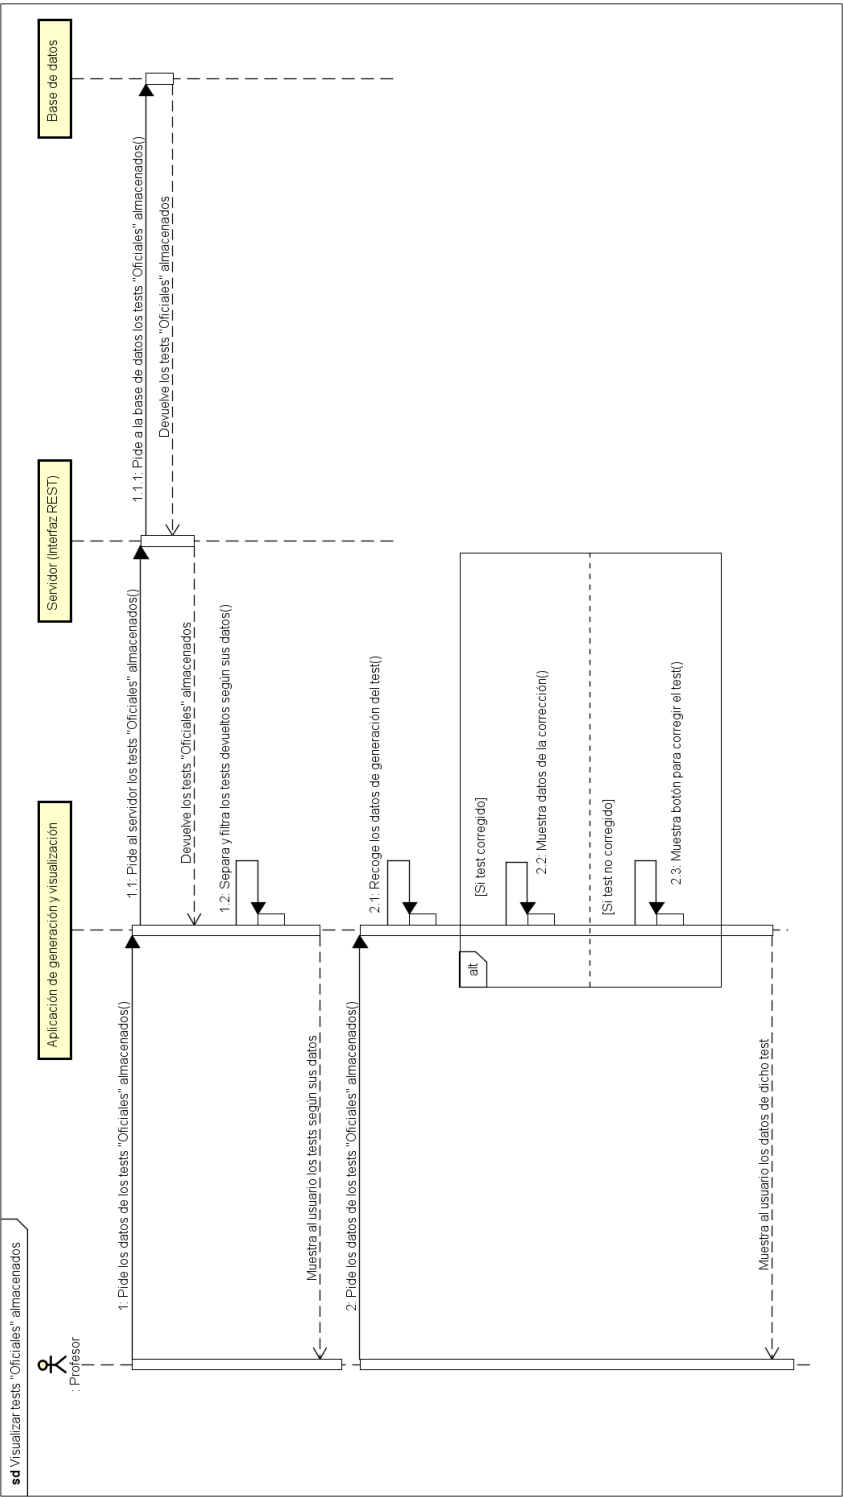 sd Visualizar tests "Oficiales" almacenados
: Profesor
Aplicación de generación y visualización
Servidor (Interfaz REST)
Base de datos
1: Pide los datos de los tests "Oficiales" almacenados()
1.1: Pide al servidor los tests "Oficiales" almacenados()
1.1.1: Pide a la base de datos los tests "Oficiales" almacenados()
Devuelve los tests "Oficiales" almacenados
Devuelve los tests "Oficiales" almacenados
1.2: Separa y filtra los tests devueltos según sus datos()
Muestra al usuario los tests según sus datos
2: Pide los datos de los tests "Oficiales" almacenados()
2.1: Recoge los datos de generación del test()
alt
[Si test corregido]
2.2: Muestra datos de la corrección()
[Si test no corregido]
2.3: Muestra botón para corregir el test()
Muestra al usuario los datos de dicho test